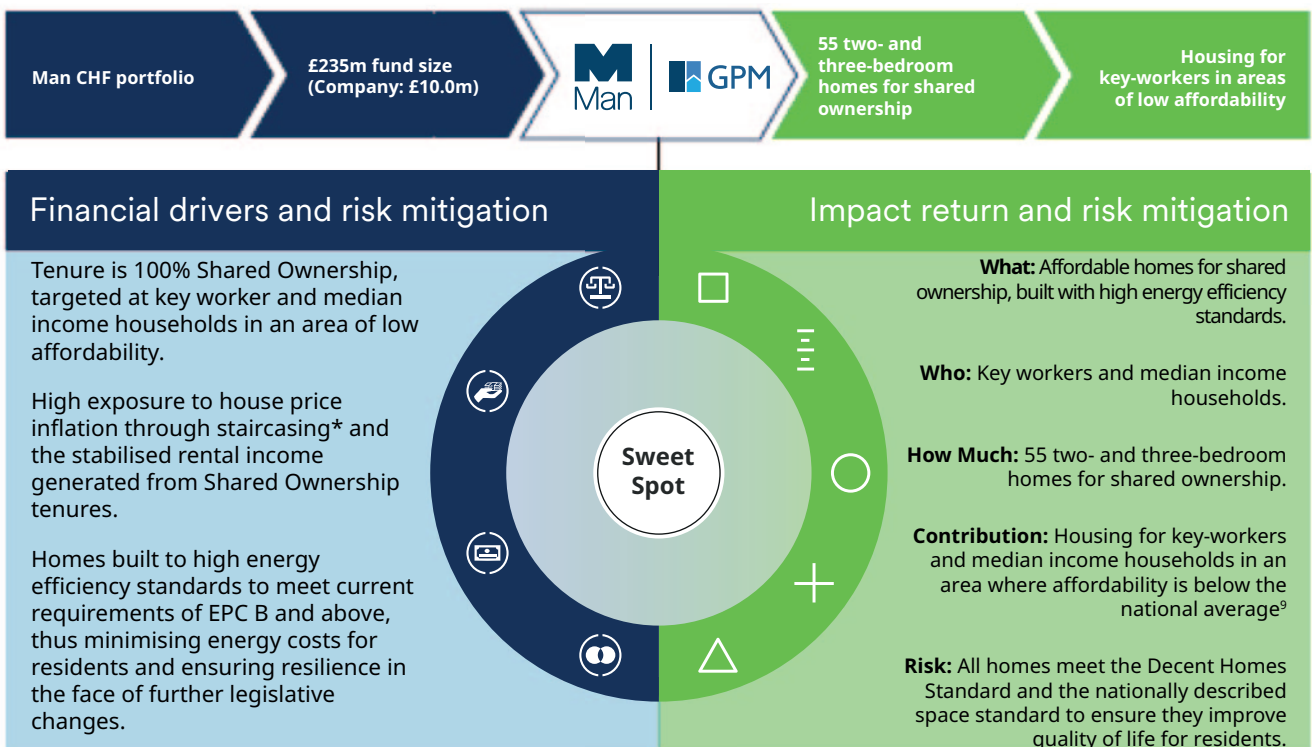 Man CHF portfolio
£235m fund size
(Company: £10.0m)
Man
GPM
55 two- and
three-bedroom
homes for shared
ownership
Housing for
key-workers in areas
of low affordability
Financial drivers and risk mitigation
Tenure is 100% Shared Ownership,
targeted at key worker and median
income households in an area of low
affordability.
High exposure to house price
inflation through staircasing* and
the stabilised rental income
generated from Shared Ownership
tenures.
Homes built to high energy
efficiency standards to meet current
requirements of EPC B and above,
thus minimising energy costs for
residents and ensuring resilience in
the face of further legislative
changes.
Sweet
Spot
Impact return and risk mitigation
What: Affordable homes for shared
ownership, built with high energy efficiency
standards.
Who: Key workers and median income
households.
How Much: 55 two- and three-bedroom
homes for shared ownership.
Contribution: Housing for key-workers
and median income households in an
area where affordability is below the
national average⁹
Risk: All homes meet the Decent Homes
Standard and the nationally described
space standard to ensure they improve
quality of life for residents.